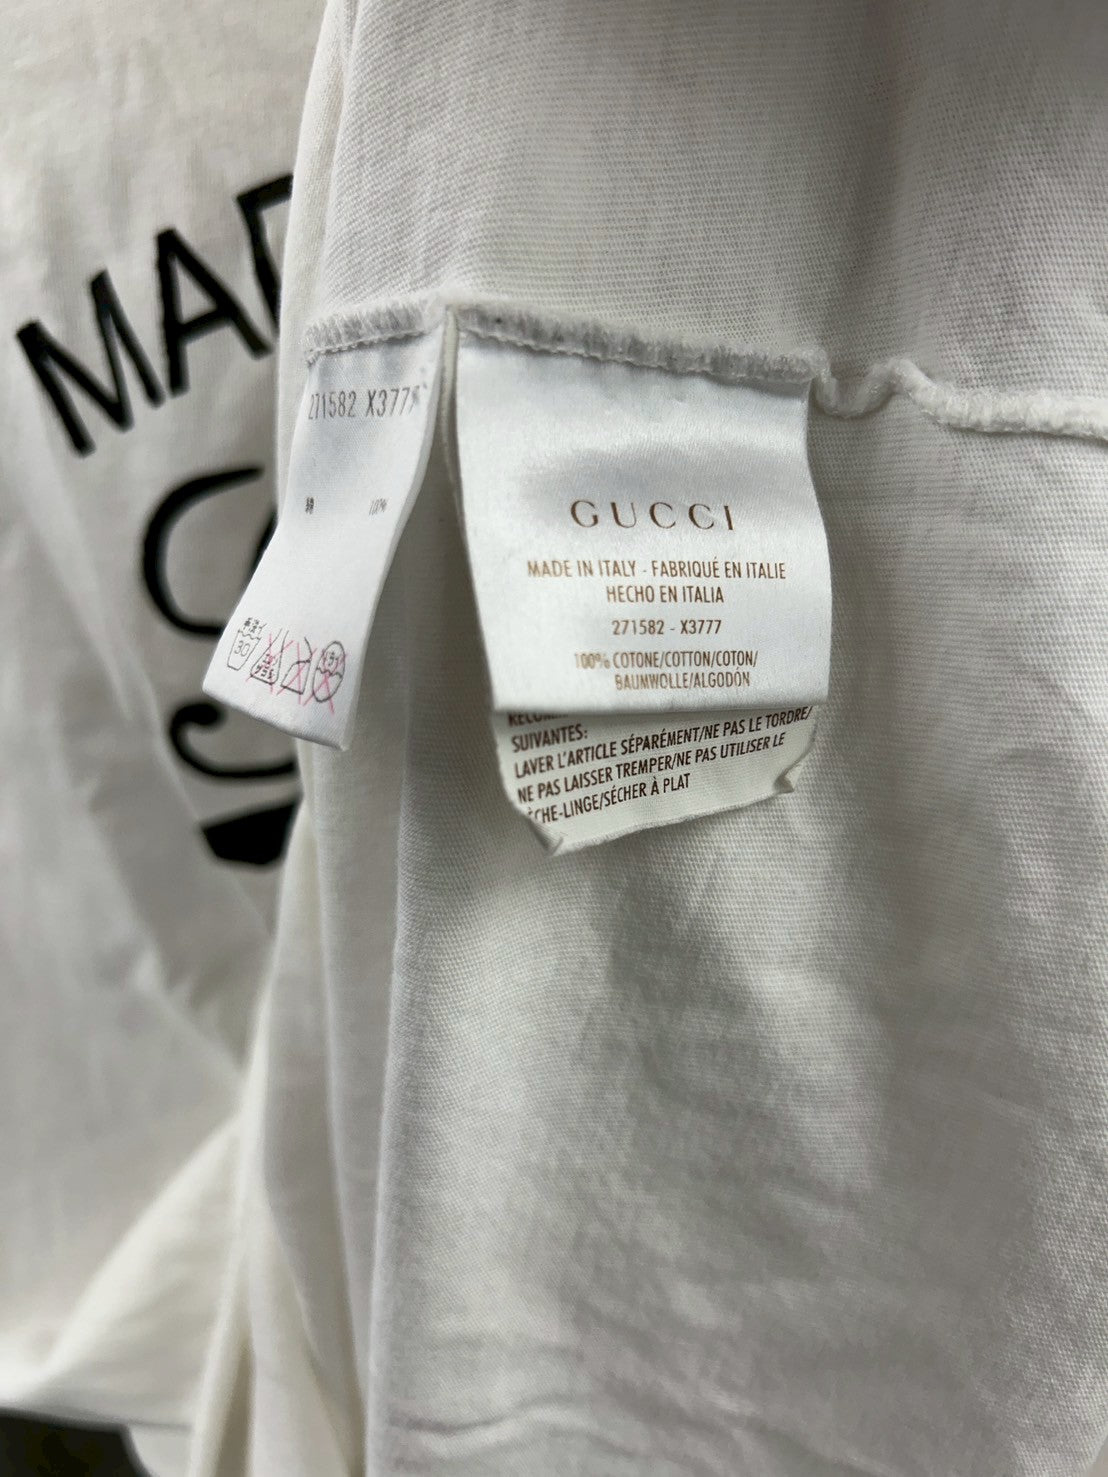 271582 X3777
30
GUCCI
MADE IN ITALY - FABRIQUÉ EN ITALIE
HECHO EN ITALIA
271582 - X3777
100% COTONE/COTTON/COTON/
BAUMWOLLE/ALGODÓN
SUIVANTES:
LAVER L'ARTICLE SÉPARÉMENT/NE PAS LE TORDRE/
NE PAS LAISSER TREMPER/NE PAS UTILISER LE
SÈCHE-LINGE/SÉCHER À PLAT